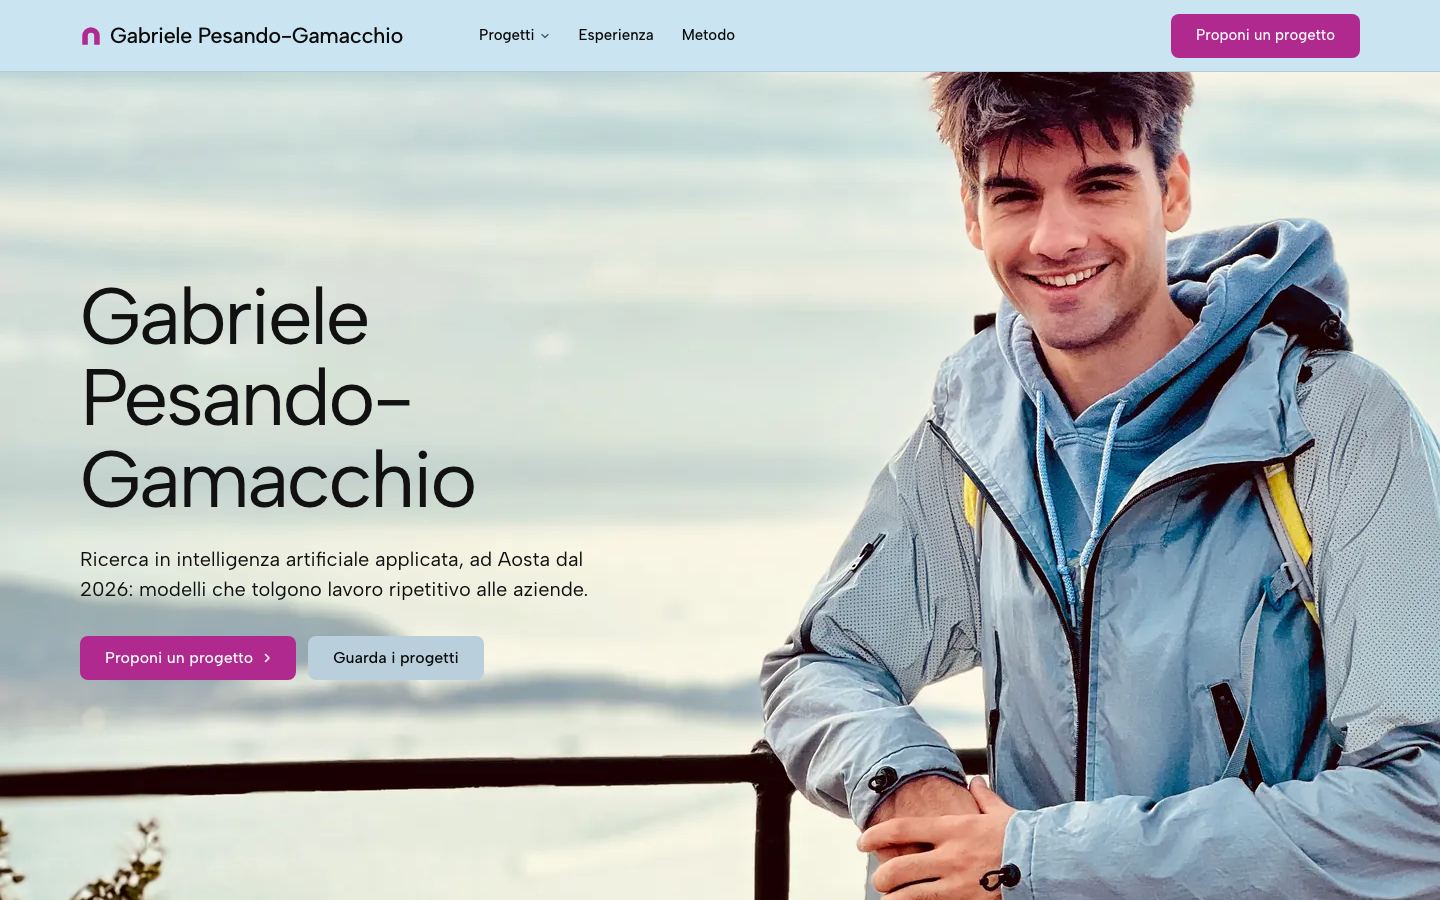 Gabriele Pesando-Gamacchio
Progetti
Esperienza
Metodo
Proponi un progetto
Gabriele
Pesando-
Gamacchio
Ricerca in intelligenza artificiale applicata, ad Aosta dal
2026: modelli che tolgono lavoro ripetitivo alle aziende.
Proponi un progetto
Guarda i progetti